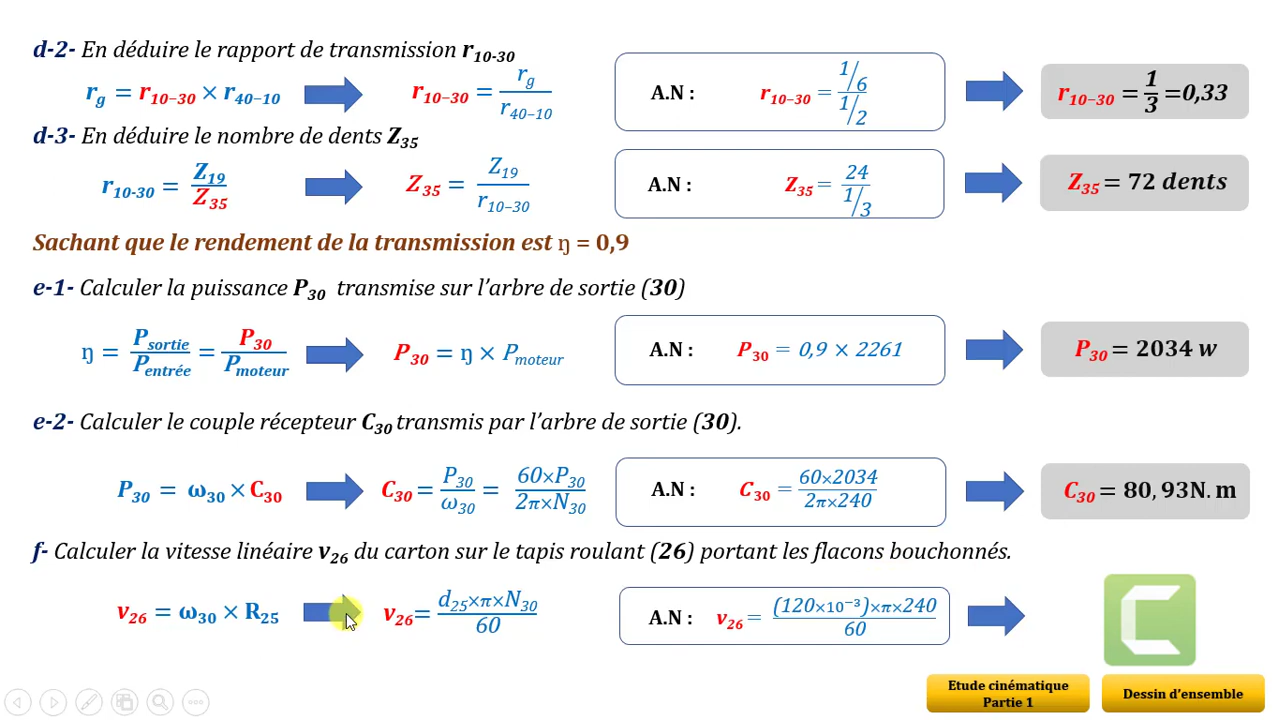 d-2- En déduire le rapport de transmission r10-30
rg = r10−30 × r40−10 r10−30 = rg / r40−10 A.N : r10−30 = 1/6 / 1/2 r10−30 = 1/3 =0,33
d-3- En déduire le nombre de dents Z35
r10-30 = Z19 / Z35 Z35 = Z19 / r10−30 A.N : Z35 = 24 / 1/3 Z35 = 72 dents
Sachant que le rendement de la transmission est ŋ = 0,9
e-1- Calculer la puissance P30 transmise sur l’arbre de sortie (30)
ŋ = Psortie / Pentrée = P30 / Pmoteur P30 = ŋ × Pmoteur A.N : P30 = 0,9 × 2261 P30 = 2034 w
e-2- Calculer le couple récepteur C30 transmis par l’arbre de sortie (30).
P30 = ω30 × C30 C30 = P30 / ω30 = 60×P30 / 2π×N30 A.N : C30 = 60×2034 / 2π×240 C30 = 80,93N.m
f- Calculer la vitesse linéaire v26 du carton sur le tapis roulant (26) portant les flacons bouchonnés.
v26 = ω30 × R25 v26= d25×π×N30 / 60 A.N : v26 = (120×10−3)×π×240 / 60
Etude cinématique
Partie 1
Dessin d’ensemble